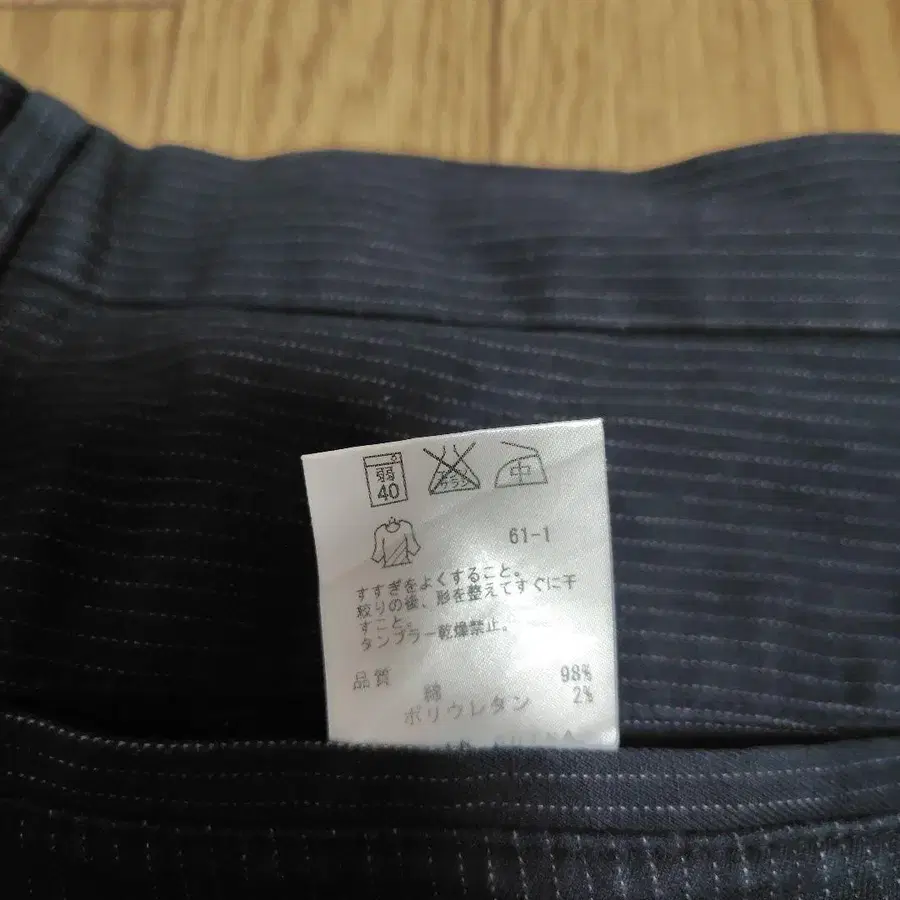 弱
40
中
61-1
すすぎをよくすること。
絞りの後、形を整えてすぐに干
すこと。
タンブラー乾燥禁止。
品質
綿 98%
ポリウレタン 2%